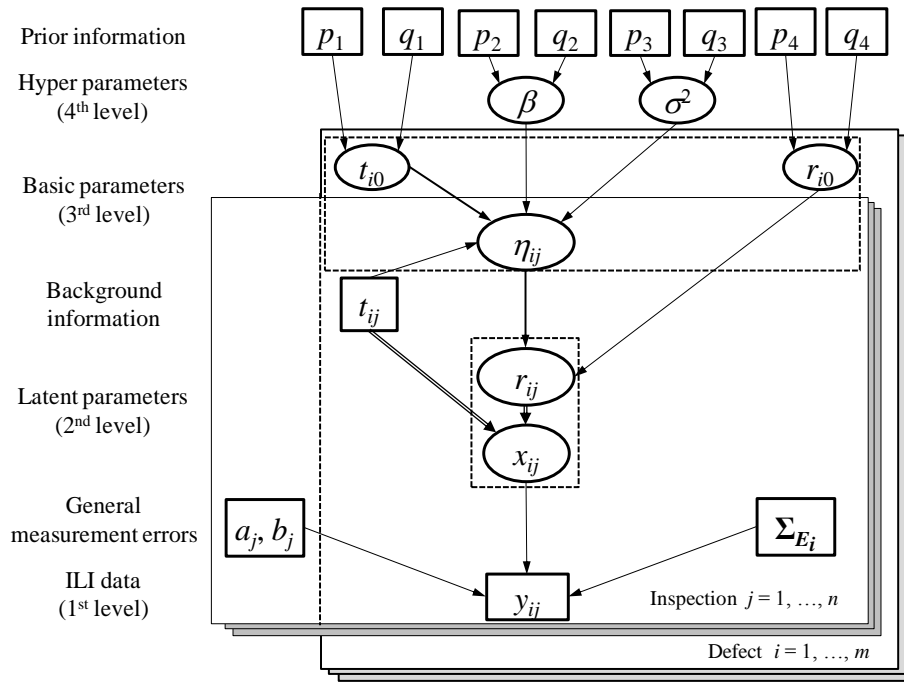 Prior information
p₁ q₁ p₂ q₂ p₃ q₃ p₄ q₄
Hyper parameters
(4th level)
β σ²
Basic parameters
(3rd level)
tᵢ₀ rᵢ₀
ηᵢⱼ
Background
information
tᵢⱼ
Latent parameters
(2nd level)
rᵢⱼ
xᵢⱼ
General
measurement errors
aⱼ, bⱼ
Σ_Eᵢ
ILI data
(1st level)
yᵢⱼ
Inspection j = 1, …, n
Defect i = 1, …, m